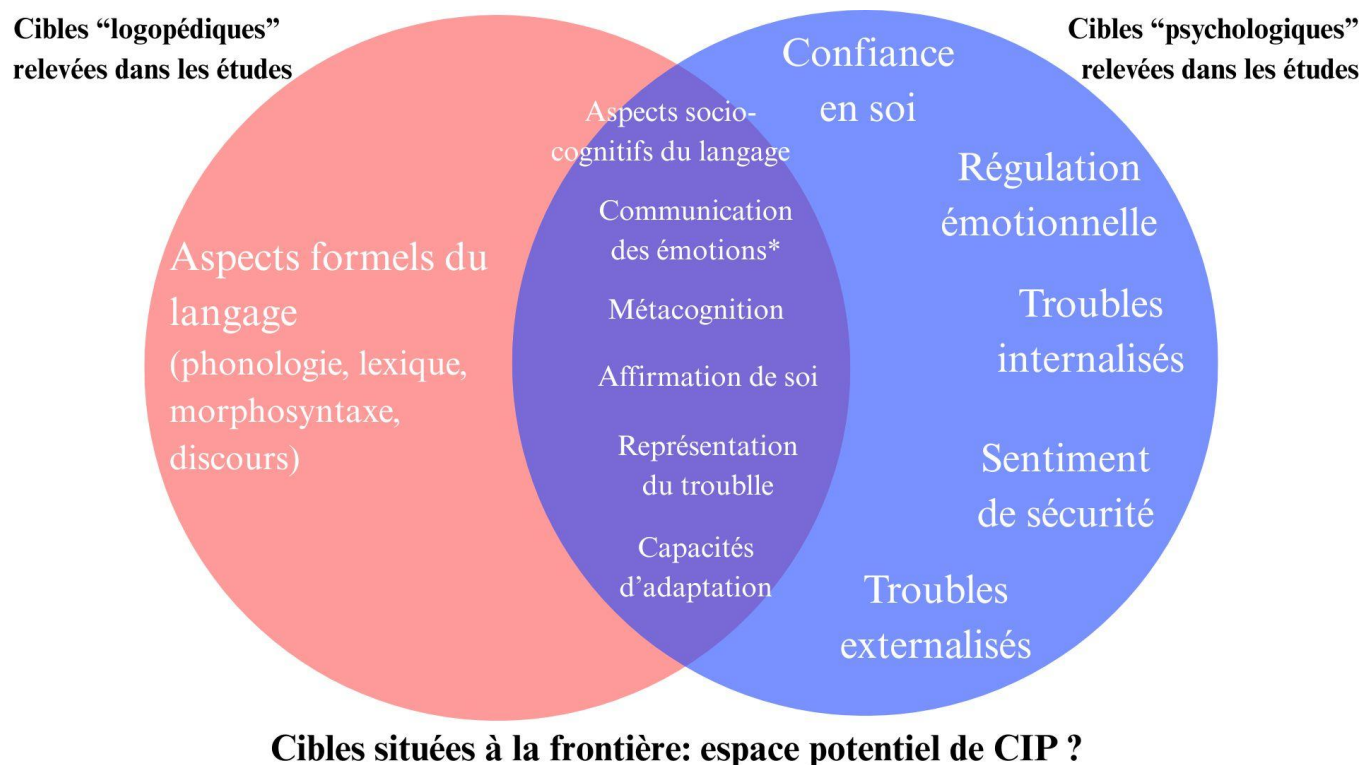 Cibles “logopédiques”
relevées dans les études
Cibles “psychologiques”
relevées dans les études
Aspects formels du
langage
(phonologie, lexique,
morphosyntaxe,
discours)
Aspects socio-
cognitifs du langage
Communication
des émotions*
Métacognition
Affirmation de soi
Représentation
du troublle
Capacités
d’adaptation
Confiance
en soi
Régulation
émotionnelle
Troubles
internalisés
Sentiment
de sécurité
Troubles
externalisés
Cibles situées à la frontière: espace potentiel de CIP ?